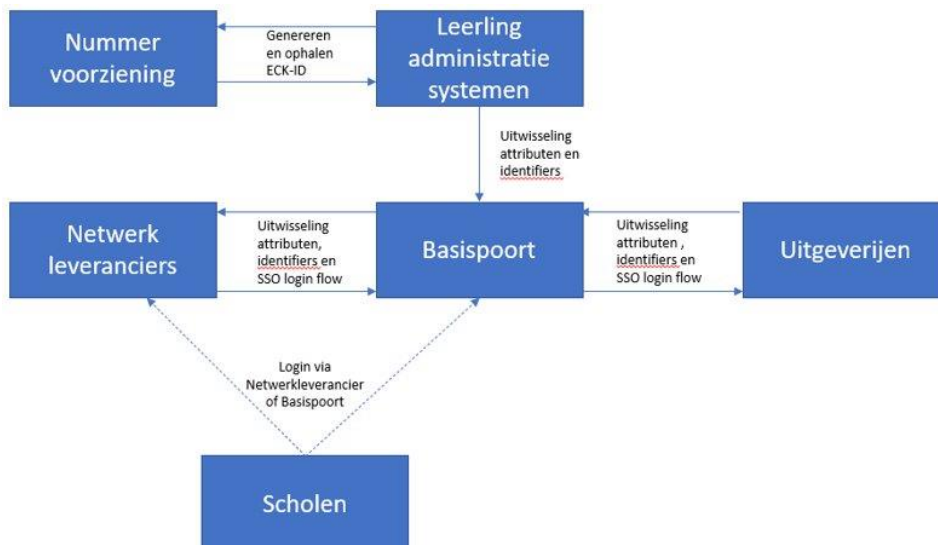 Nummer
voorziening
Genereren
en ophalen
ECK-ID
Leerling
administratie
systemen
Uitwisseling
attributen en
identifiers
Netwerk
leveranciers
Uitwisseling
attributen,
identifiers en
SSO login flow
Basispoort
Uitwisseling
attributen ,
identifiers en
SSO login flow
Uitgeverijen
Login via
Netwerkleverancier
of Basispoort
Scholen